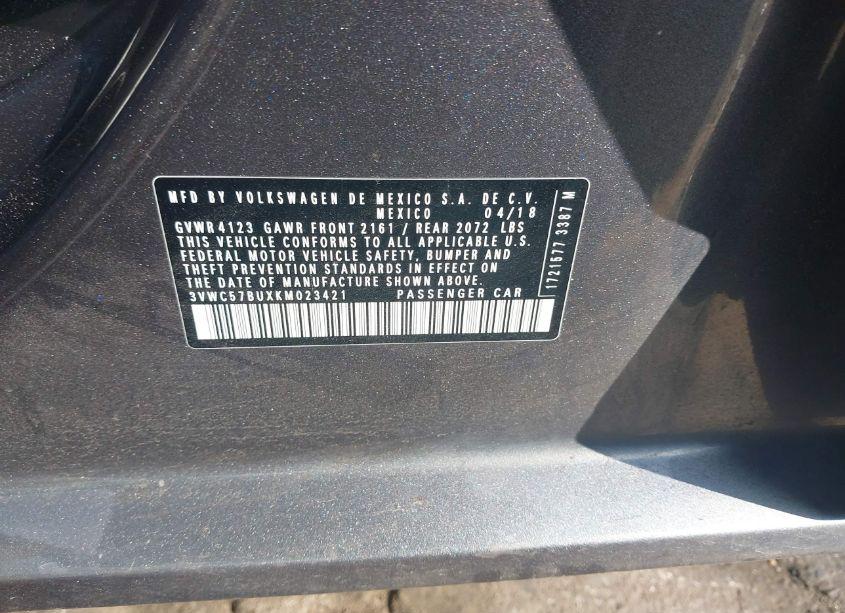 MFD BY VOLKSWAGEN DE MEXICO S.A. DE C.V.
MEXICO 04/18
GVWR 4123 GAWR FRONT 2161 / REAR 2072 LBS
THIS VEHICLE CONFORMS TO ALL APPLICABLE U.S.
FEDERAL MOTOR VEHICLE SAFETY, BUMPER AND
THEFT PREVENTION STANDARDS IN EFFECT ON
THE DATE OF MANUFACTURE SHOWN ABOVE.
3VWC57BUXKM023421 PASSENGER CAR
1721577 3387 M